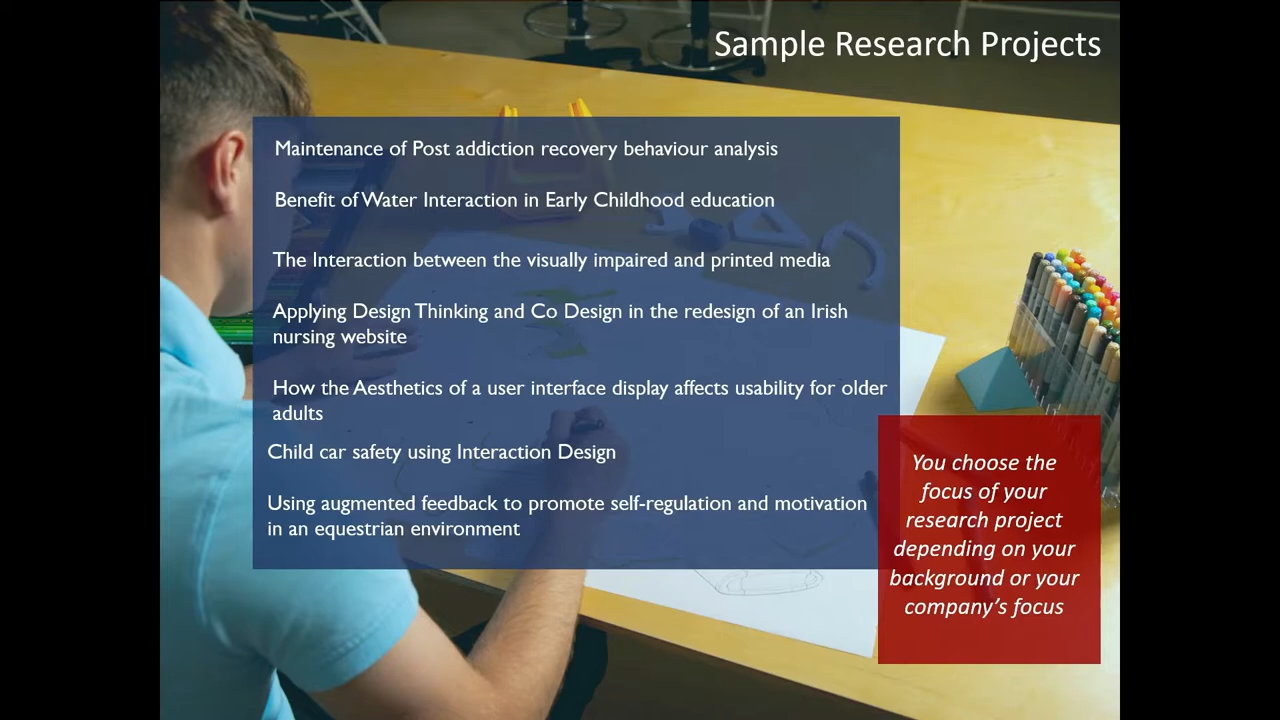 Sample Research Projects
Maintenance of Post addiction recovery behaviour analysis
Benefit of Water Interaction in Early Childhood education
The Interaction between the visually impaired and printed media
Applying Design Thinking and Co Design in the redesign of an Irish
nursing website
How the Aesthetics of a user interface display affects usability for older
adults
Child car safety using Interaction Design
Using augmented feedback to promote self-regulation and motivation
in an equestrian environment
You choose the
focus of your
research project
depending on your
background or your
company’s focus